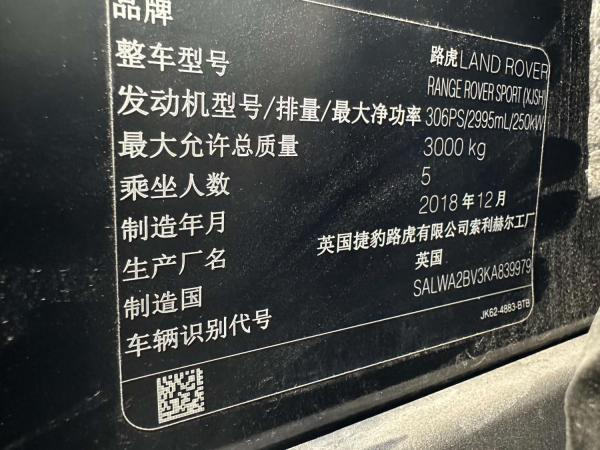 品牌 路虎LAND ROVER
整车型号 RANGE ROVER SPORT (XJSH)
发动机型号/排量/最大净功率 306PS/2995mL/250kW
最大允许总质量 3000 kg
乘坐人数 5
制造年月 2018 年 12 月
生产厂名 英国捷豹路虎有限公司索利赫尔工厂
制造国 英国
车辆识别代号 SALWA2BV3KA839979
JK62-4883-BTB